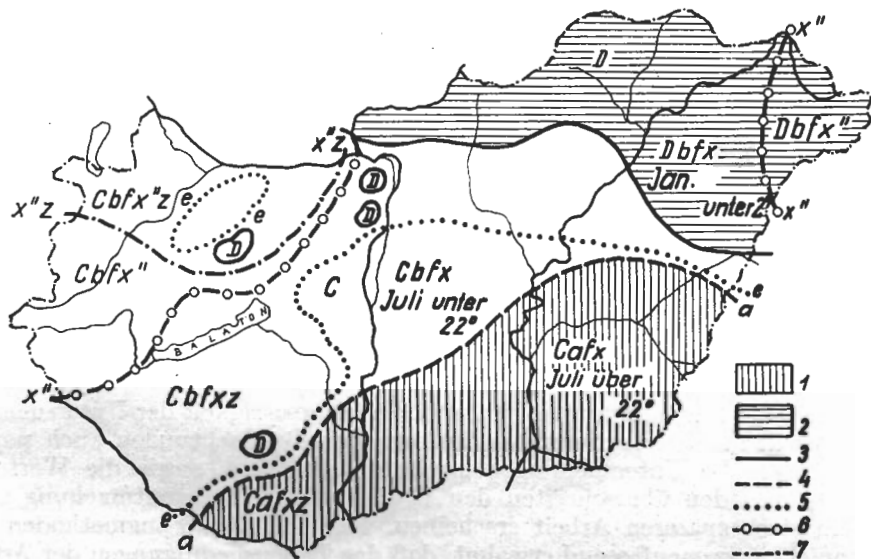 x"
D
Dbfx"
Dbfx
Jan.
unter 2°
x"
x"z
D
D
Cbfx"z
e
e
x"z
D
Cbfx"
C
Cbfx
Juli unter
22°
e
a
BALATON
Cafx
Juli über
22°
x"
Cbfxz
D
Cafxz
e
a
1
2
3
4
5
6
7